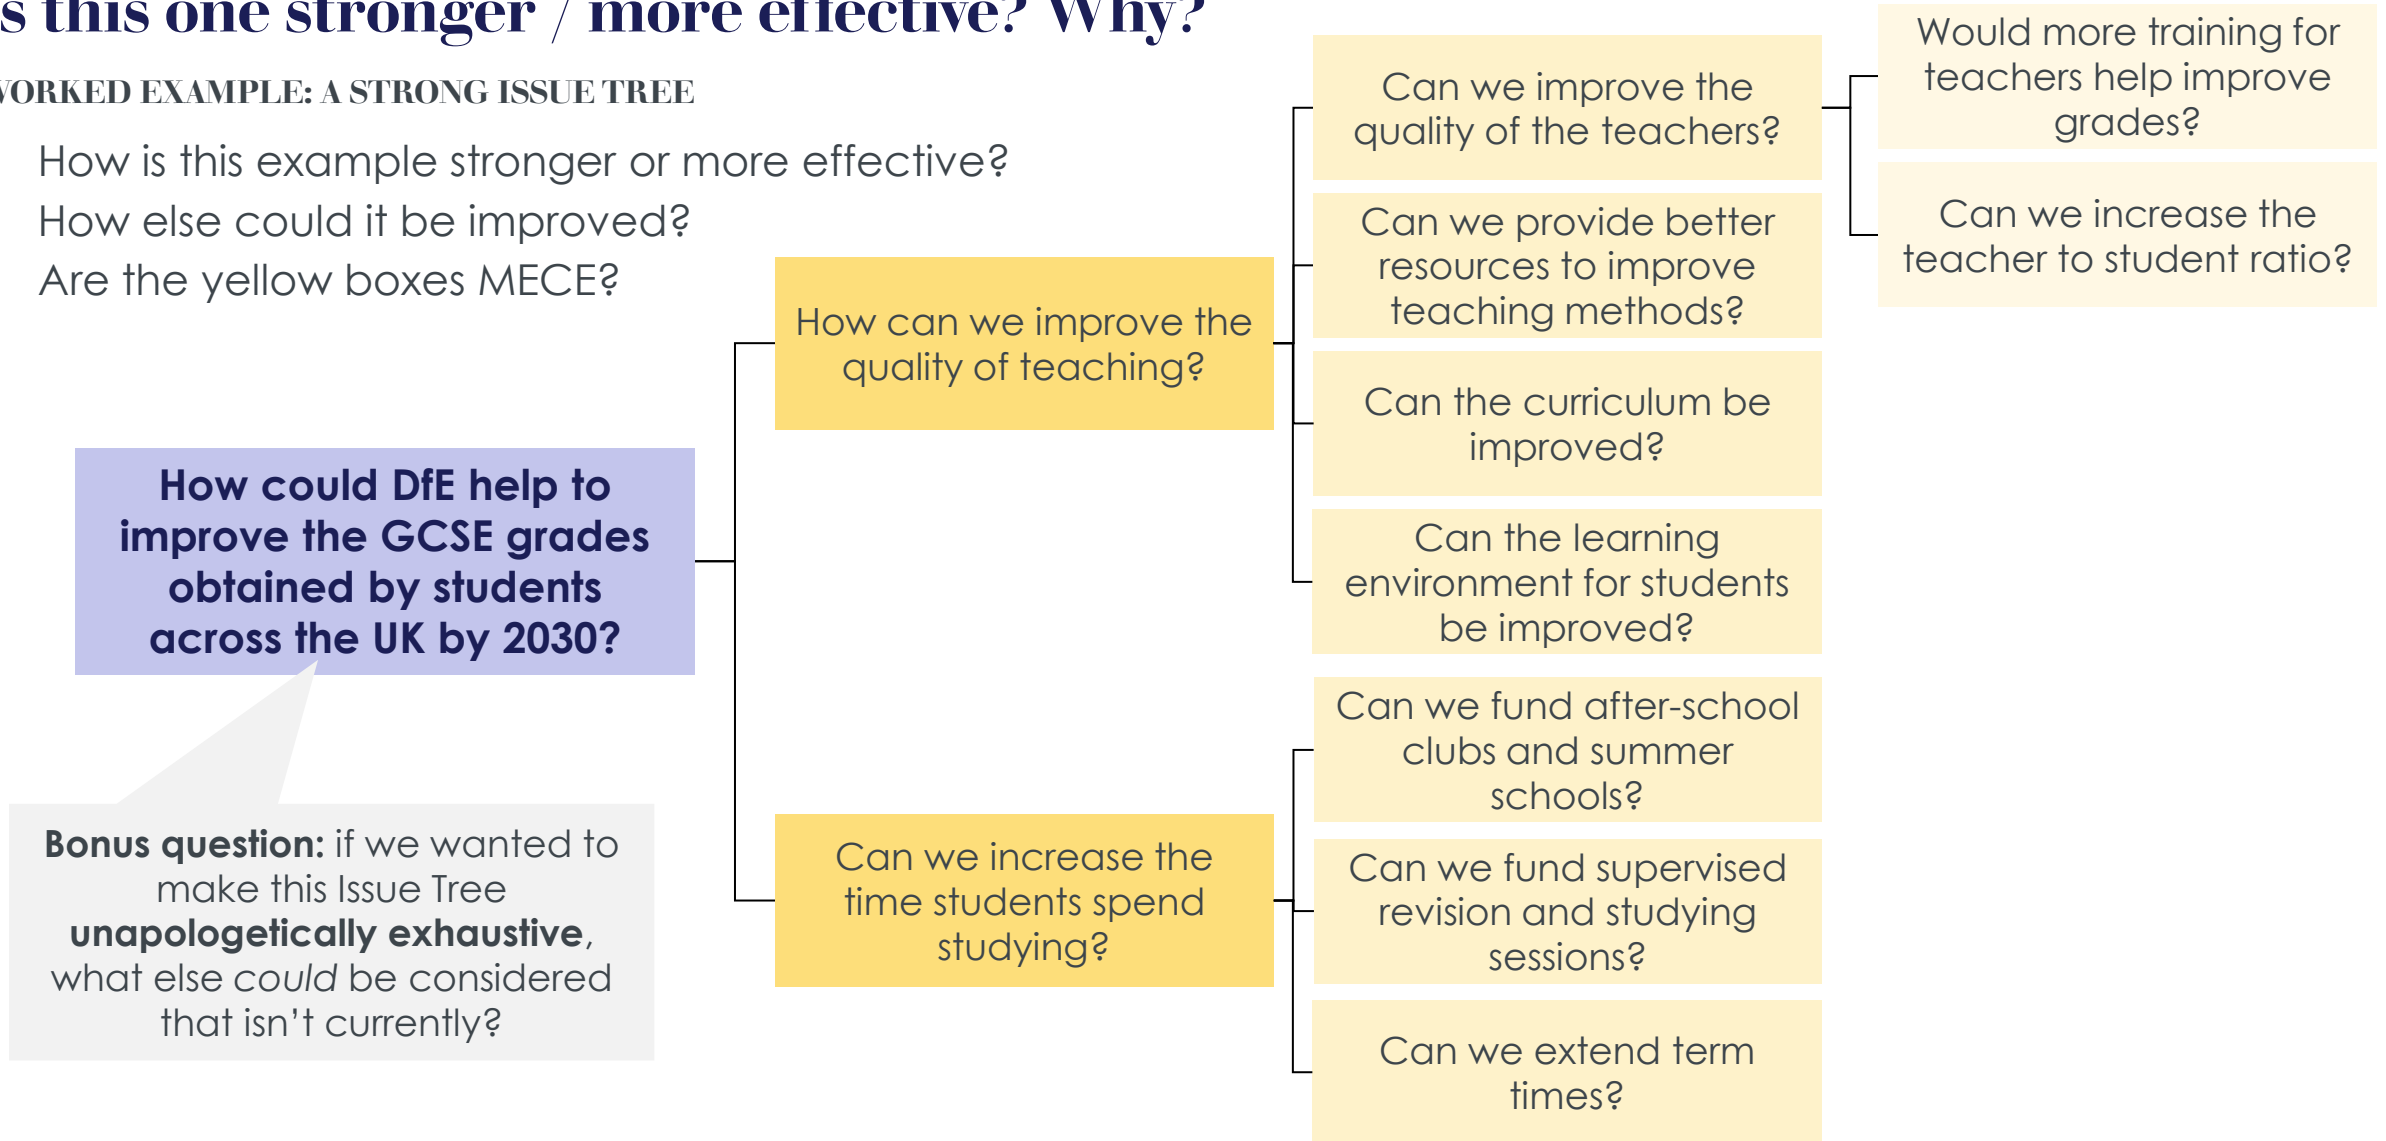 s this one stronger / more effective? Why?
WORKED EXAMPLE: A STRONG ISSUE TREE
How is this example stronger or more effective?
How else could it be improved?
Are the yellow boxes MECE?
How could DfE help to
improve the GCSE grades
obtained by students
across the UK by 2030?
Bonus question: if we wanted to
make this Issue Tree
unapologetically exhaustive,
what else could be considered
that isn't currently?
How can we improve the
quality of teaching?
Can we improve the
quality of the teachers?
Would more training for
teachers help improve
grades?
Can we increase the
teacher to student ratio?
Can we provide better
resources to improve
teaching methods?
Can the curriculum be
improved?
Can the learning
environment for students
be improved?
Can we increase the
time students spend
studying?
Can we fund after-school
clubs and summer
schools?
Can we fund supervised
revision and studying
sessions?
Can we extend term
times?